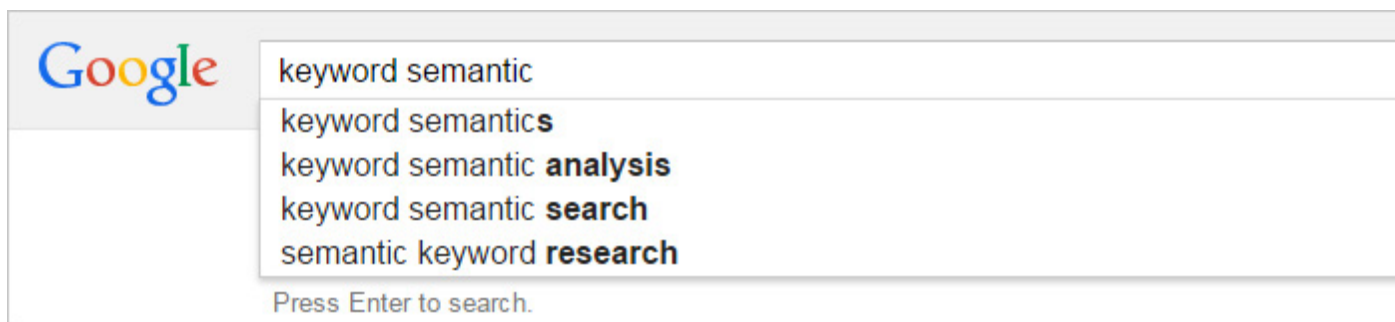 Google
keyword semantic
keyword semantics
keyword semantic analysis
keyword semantic search
semantic keyword research
Press Enter to search.